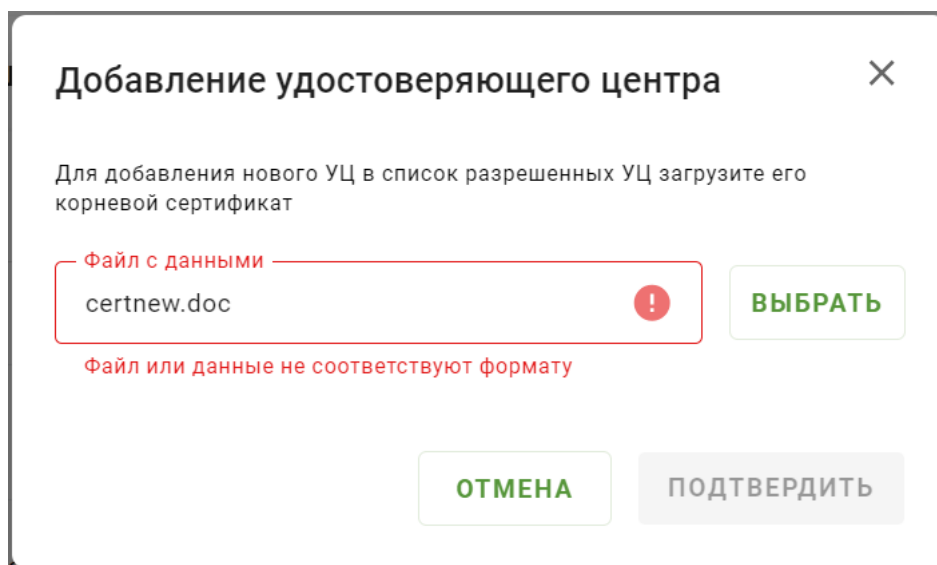 Добавление удостоверяющего центра
Для добавления нового УЦ в список разрешенных УЦ загрузите его
корневой сертификат
Файл с данными
certnew.doc
ВЫБРАТЬ
Файл или данные не соответствуют формату
ОТМЕНА
ПОДТВЕРДИТЬ